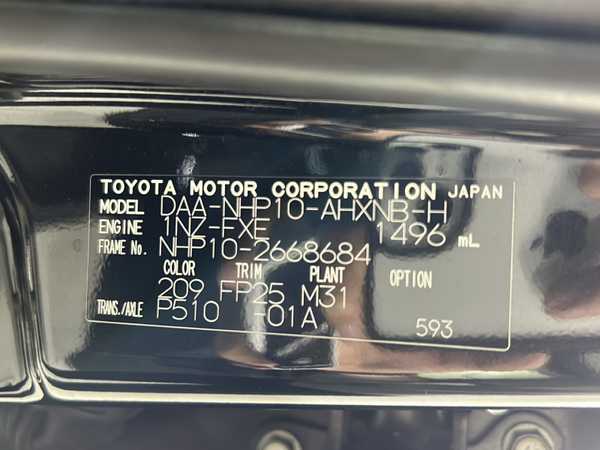 TOYOTA MOTOR CORPORATION JAPAN
MODEL DAA-NHP10-AHXNB-H
ENGINE 1NZ-FXE 1496 mL
FRAME No. NHP10-2668684
COLOR TRIM PLANT OPTION
209 FP25 M31
TRANS./AXLE P510 -01A
593